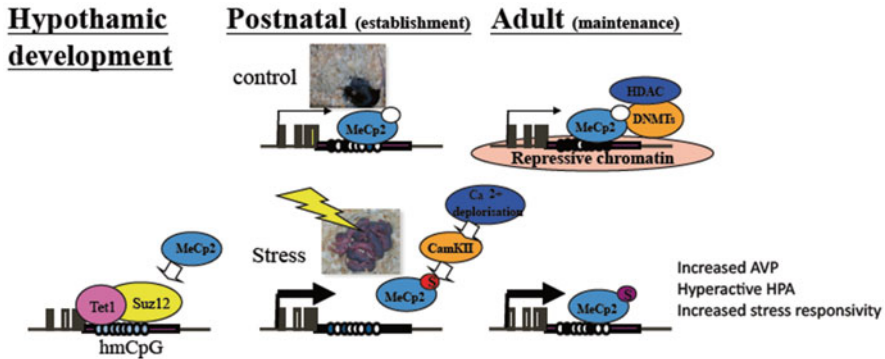 Hypothamic
development
Postnatal (establishment)
Adult (maintenance)
control
MeCp2
HDAC
MeCp2
DNMTs
Repressive chromatin
Ca 2+
deplorisation
MeCp2
CamKII
Stress
S
MeCp2
Tet1
Suz12
hmCpG
S
MeCp2
Increased AVP
Hyperactive HPA
Increased stress responsivity